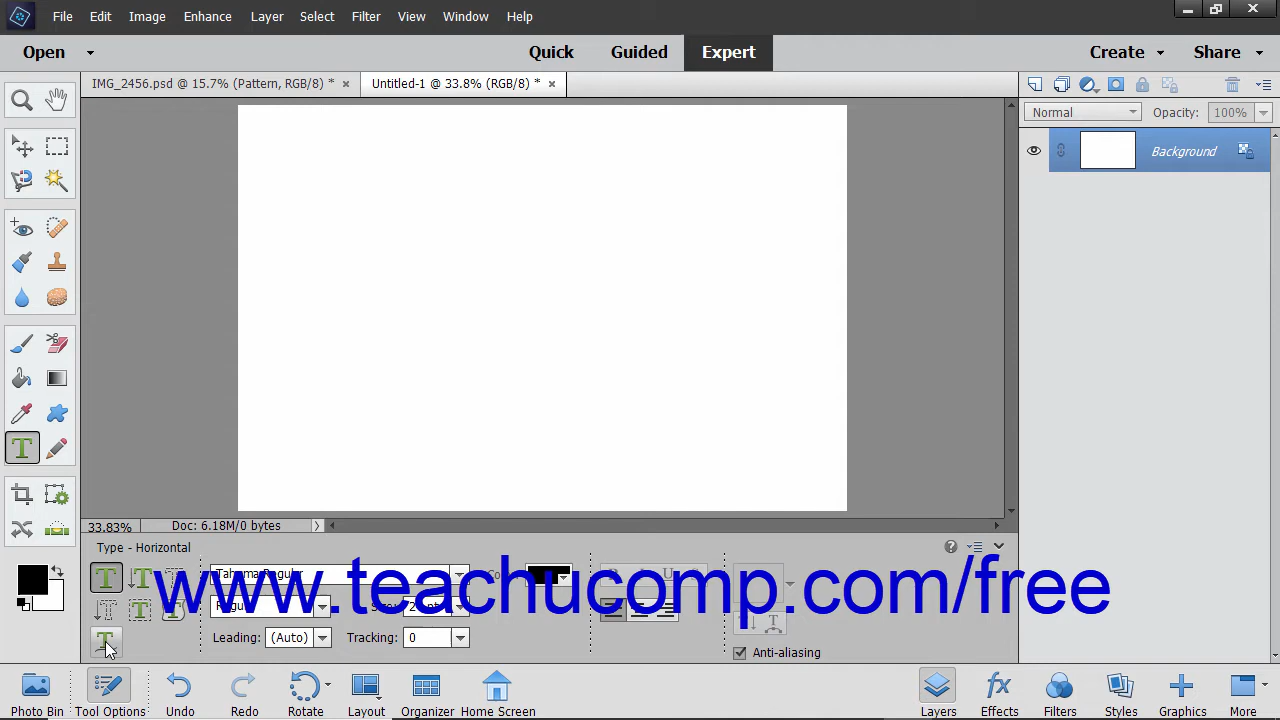 File Edit Image Enhance Layer Select Filter View Window Help
Open Quick Guided Expert Create Share
IMG_2456.psd @ 15.7% (Pattern, RGB/8) * × Untitled-1 @ 33.8% (RGB/8) * ×
Normal Opacity: 100%
Background
33.83% Doc: 6.18M/0 bytes
Type - Horizontal
www.teachucomp.com/free
Leading: (Auto) Tracking: 0
Anti-aliasing
Photo Bin Tool Options Undo Redo Rotate Layout Organizer Home Screen Layers Effects Filters Styles Graphics More